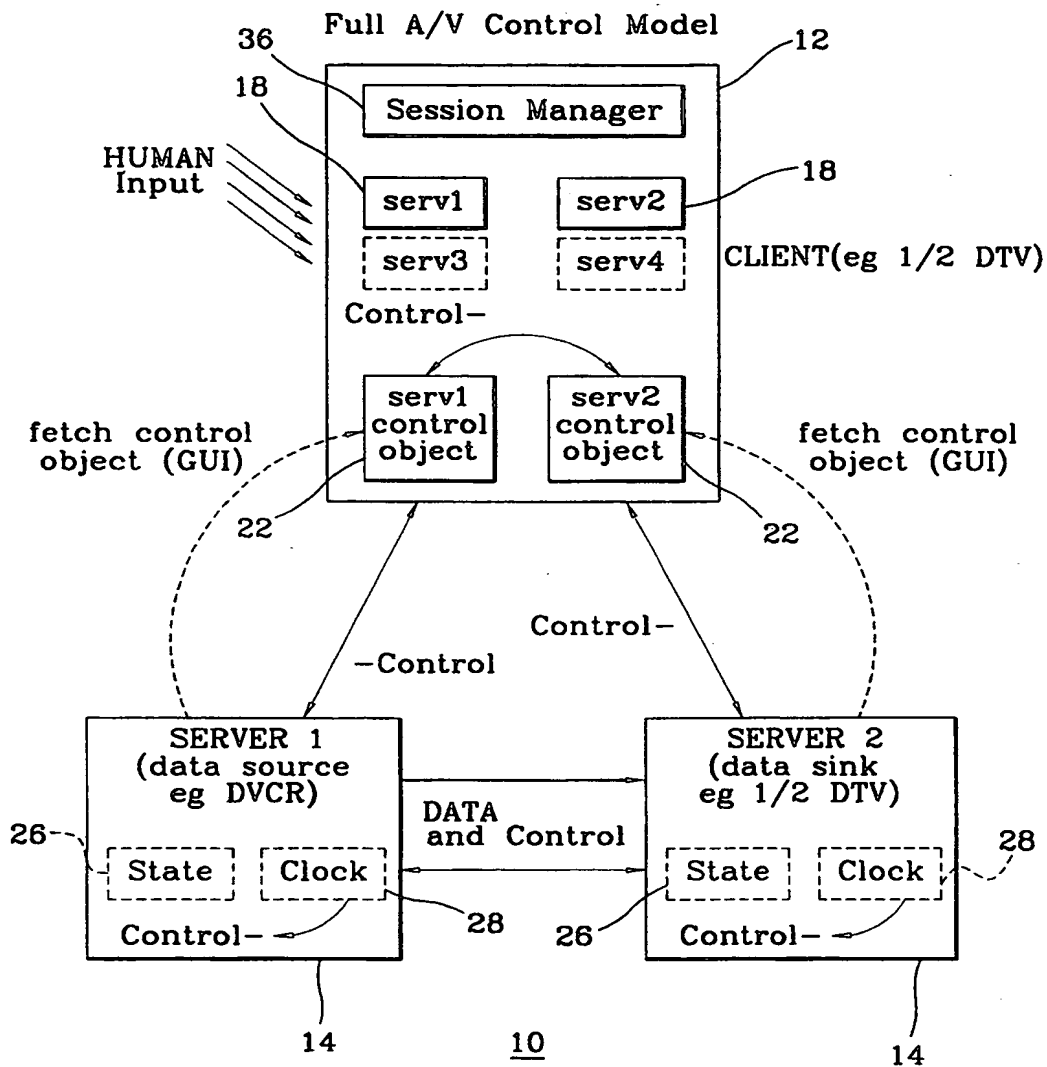 Full A/V Control Model
36
12
18
Session Manager
HUMAN
Input
18
serv1
serv2
serv3
serv4
CLIENT(eg 1/2 DTV)
Control-
serv1
control
object
serv2
control
object
fetch control
object (GUI)
fetch control
object (GUI)
22
22
Control-
-Control
SERVER 1
(data source
eg DVCR)
SERVER 2
(data sink
eg 1/2 DTV)
DATA
and Control
26
State
Clock
28
State
Clock
28
26
Control-
Control-
14
10
14